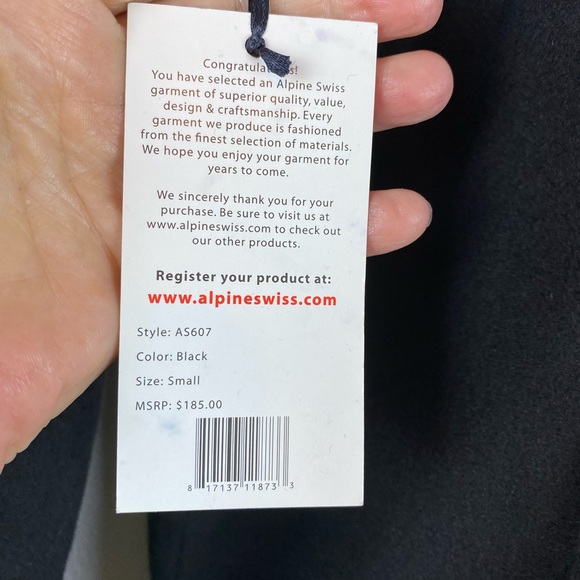 You have selected an Alpine Swiss
garment of superior quality, value,
design & craftsmanship. Every
garment we produce is fashioned
from the finest selection of materials.
We hope you enjoy your garment for
years to come.
We sincerely thank you for your
purchase. Be sure to visit us at
www.alpineswiss.com to check out
our other products.
Register your product at:
www.alpineswiss.com
Style: AS607
Color: Black
Size: Small
MSRP: $185.00
8 17137 11873 3